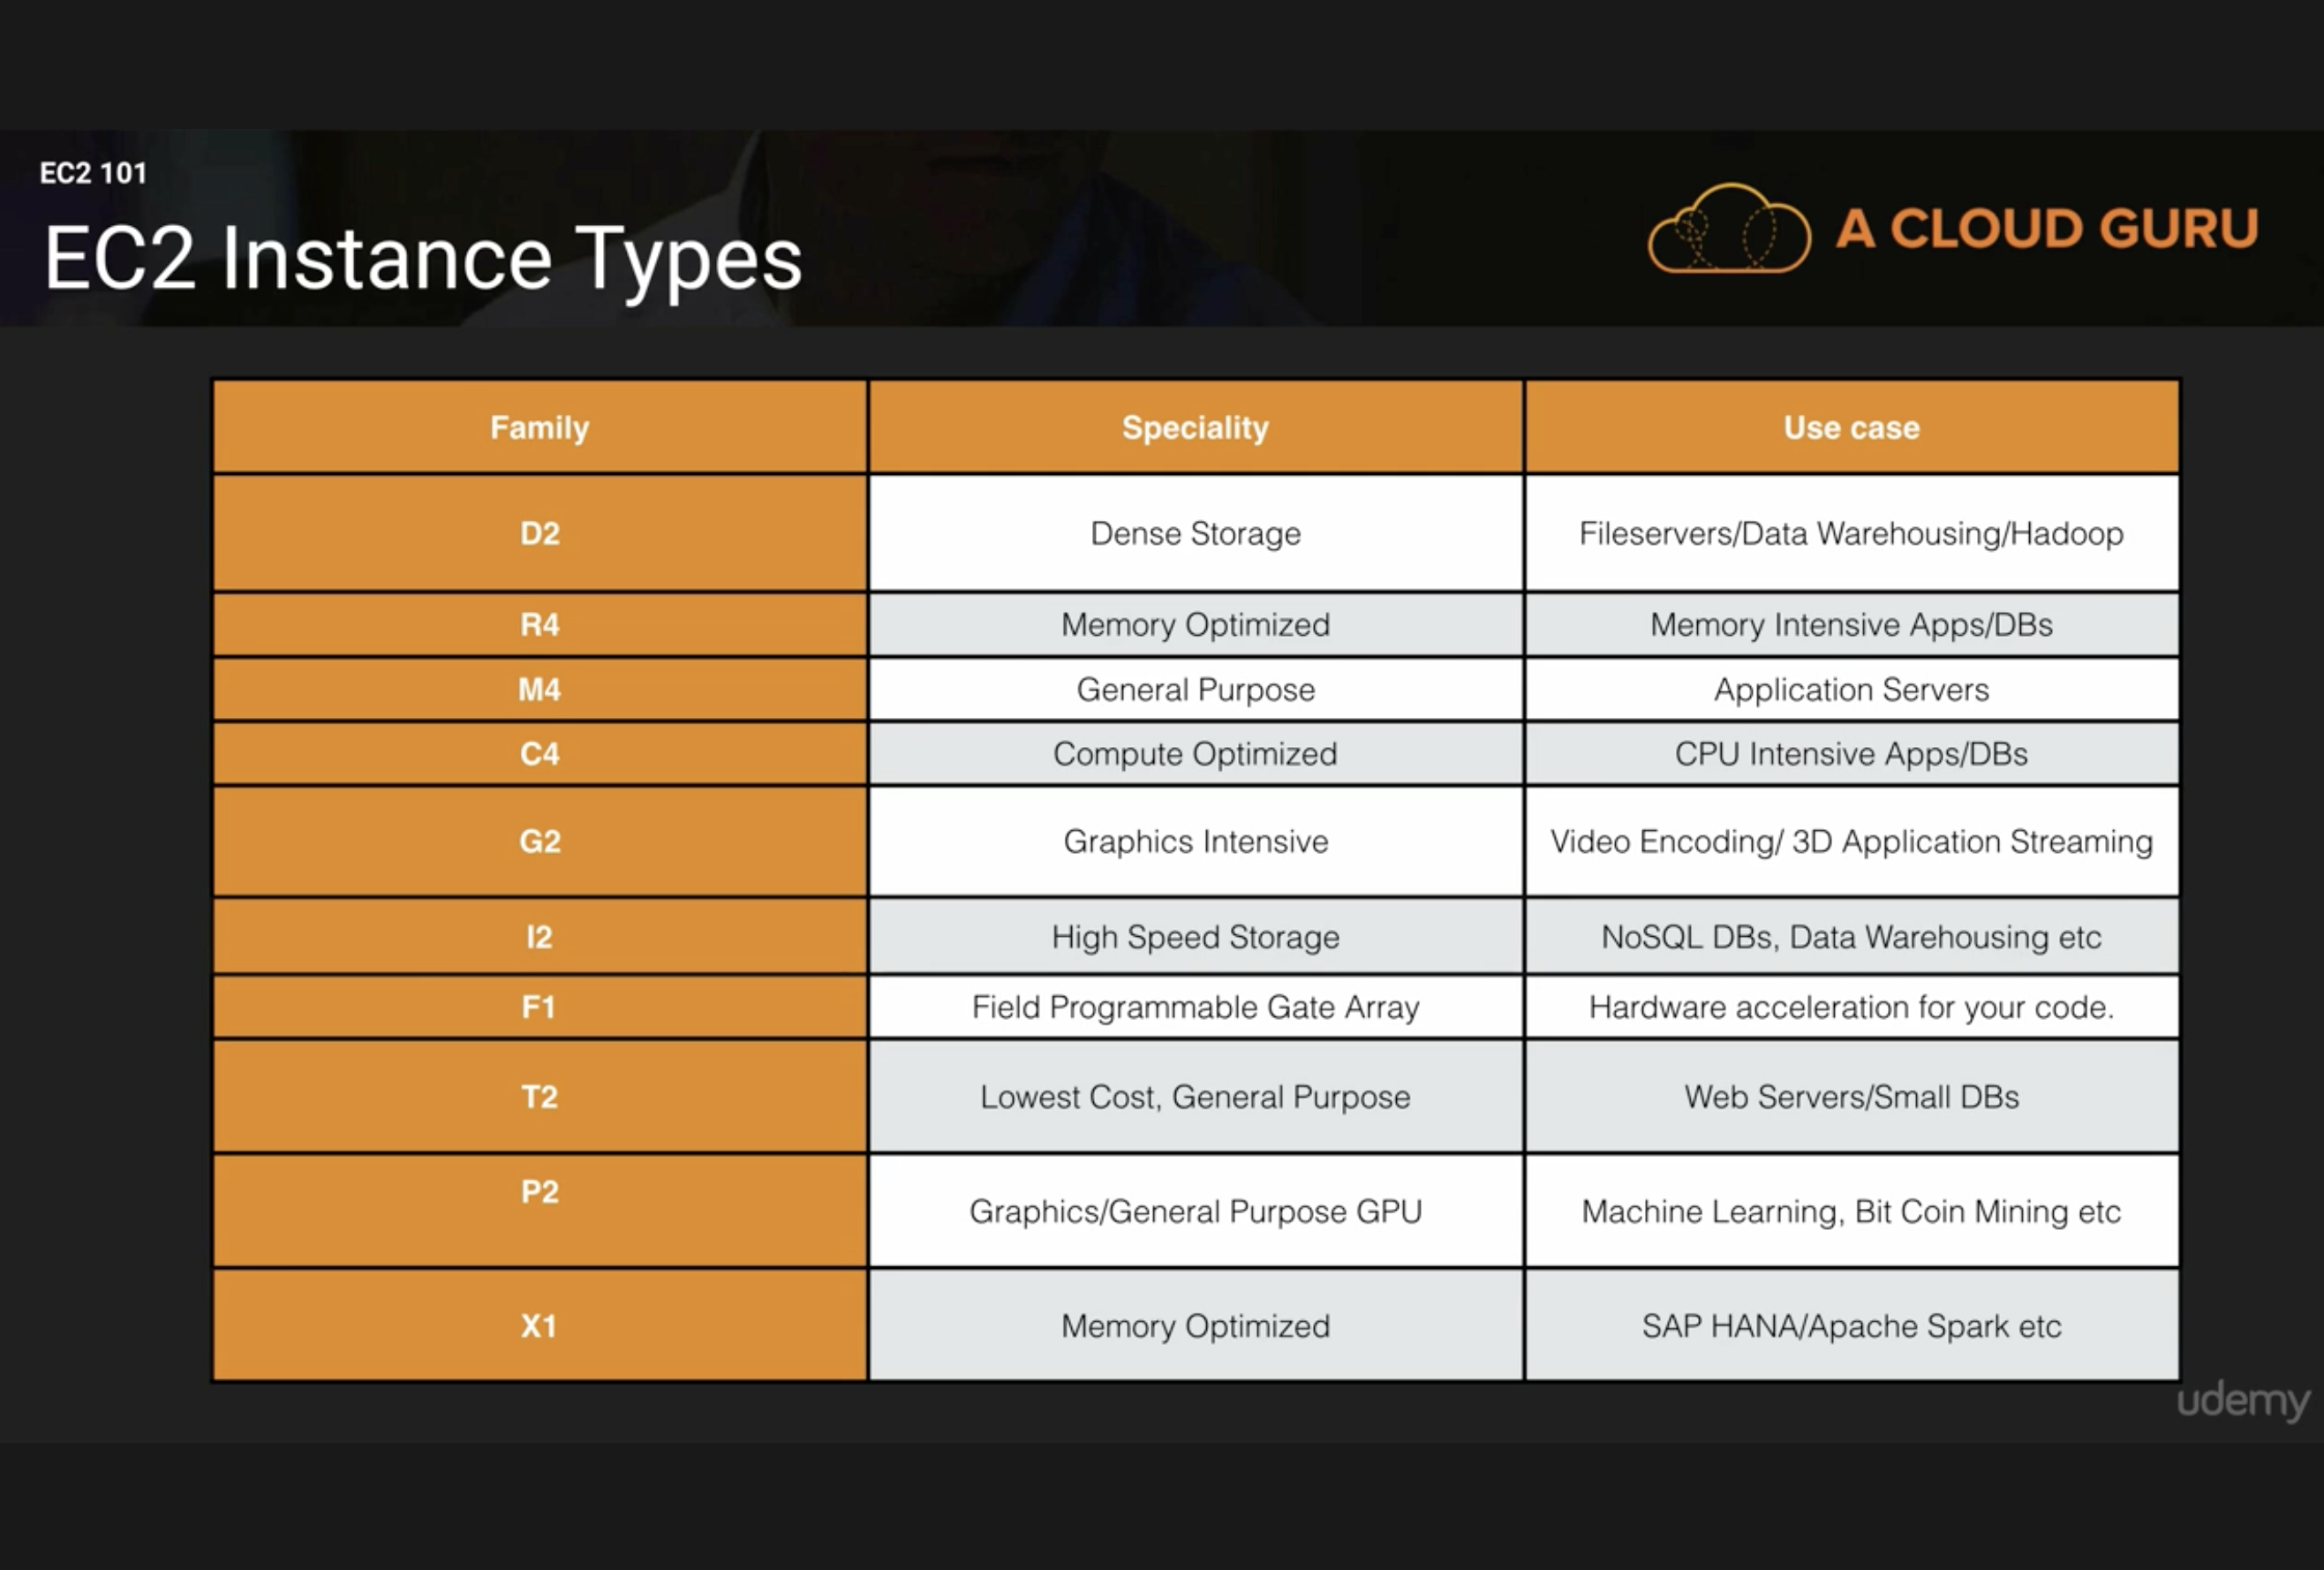 EC2 101
EC2 Instance Types
A CLOUD GURU
Family Speciality Use case
D2 Dense Storage Fileservers/Data Warehousing/Hadoop
R4 Memory Optimized Memory Intensive Apps/DBs
M4 General Purpose Application Servers
C4 Compute Optimized CPU Intensive Apps/DBs
G2 Graphics Intensive Video Encoding/ 3D Application Streaming
I2 High Speed Storage NoSQL DBs, Data Warehousing etc
F1 Field Programmable Gate Array Hardware acceleration for your code.
T2 Lowest Cost, General Purpose Web Servers/Small DBs
P2 Graphics/General Purpose GPU Machine Learning, Bit Coin Mining etc
X1 Memory Optimized SAP HANA/Apache Spark etc
udemy